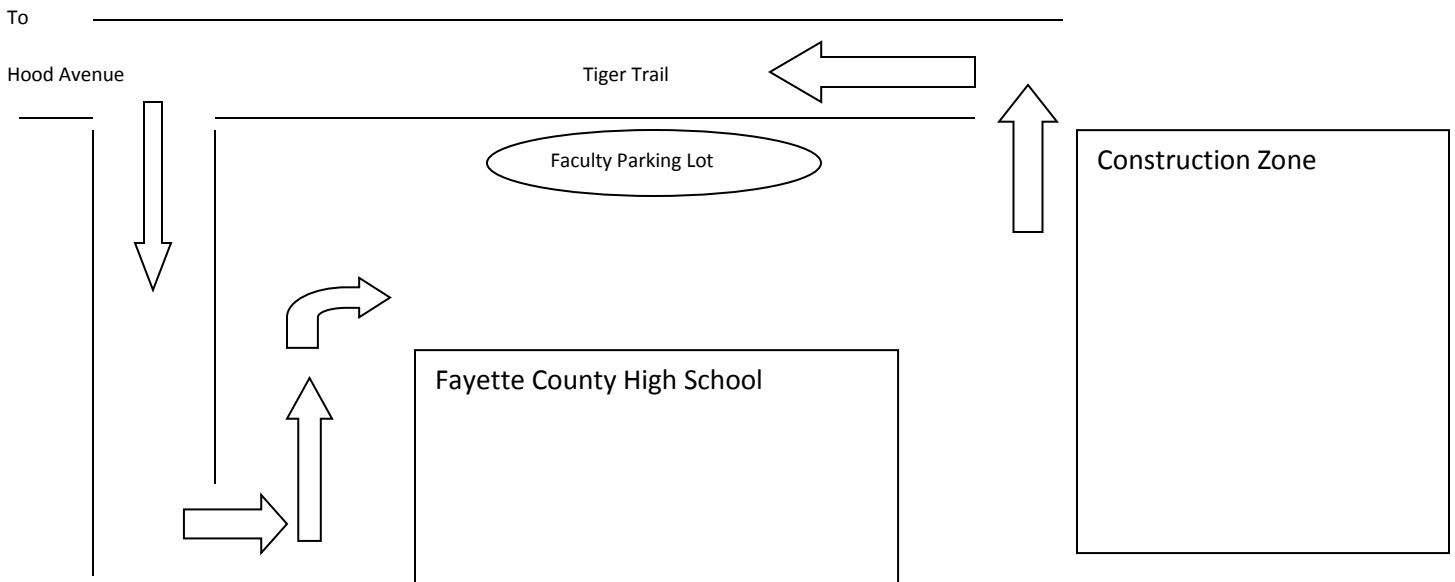 To
Hood Avenue
Tiger Trail
Faculty Parking Lot
Construction Zone
Fayette County High School